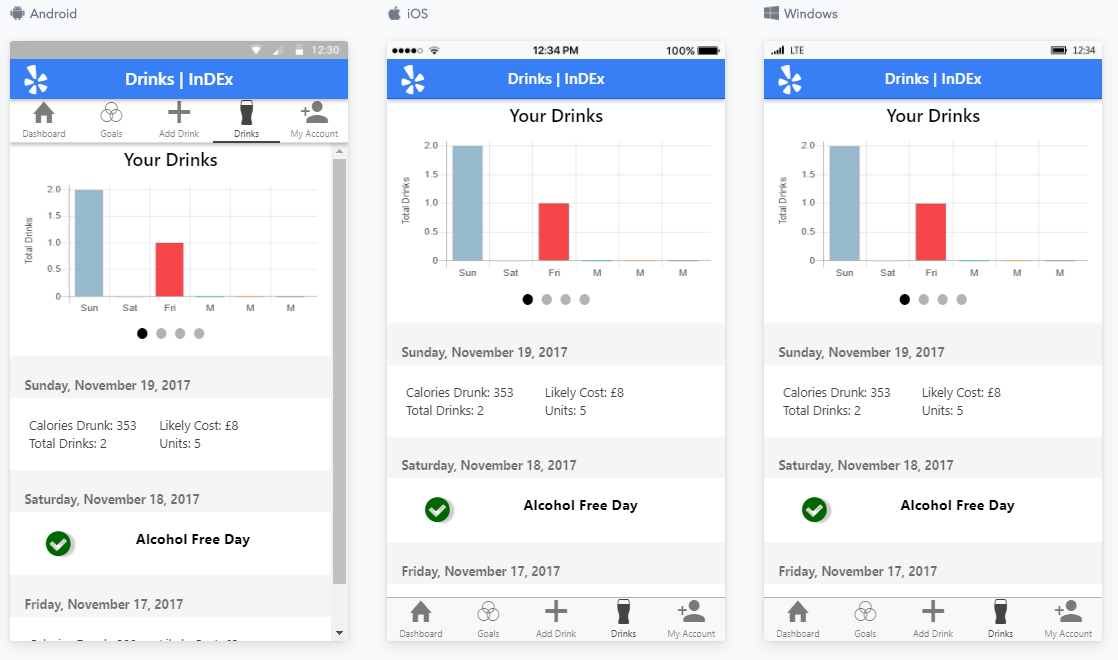 Android
12:30
Drinks | InDEx
Dashboard Goals Add Drink Drinks My Account
Your Drinks
Total Drinks
2.0
1.5
1.0
0.5
0
Sun Sat Fri M M M
Sunday, November 19, 2017
Calories Drunk: 353 Likely Cost: £8
Total Drinks: 2 Units: 5
Saturday, November 18, 2017
Alcohol Free Day
Friday, November 17, 2017
iOS
12:34 PM 100%
Drinks | InDEx
Your Drinks
Total Drinks
2.0
1.5
1.0
0.5
0
Sun Sat Fri M M M
Sunday, November 19, 2017
Calories Drunk: 353 Likely Cost: £8
Total Drinks: 2 Units: 5
Saturday, November 18, 2017
Alcohol Free Day
Friday, November 17, 2017
Dashboard Goals Add Drink Drinks My Account
Windows
LTE 12:34
Drinks | InDEx
Your Drinks
Total Drinks
2.0
1.5
1.0
0.5
0
Sun Sat Fri M M M
Sunday, November 19, 2017
Calories Drunk: 353 Likely Cost: £8
Total Drinks: 2 Units: 5
Saturday, November 18, 2017
Alcohol Free Day
Friday, November 17, 2017
Dashboard Goals Add Drink Drinks My Account